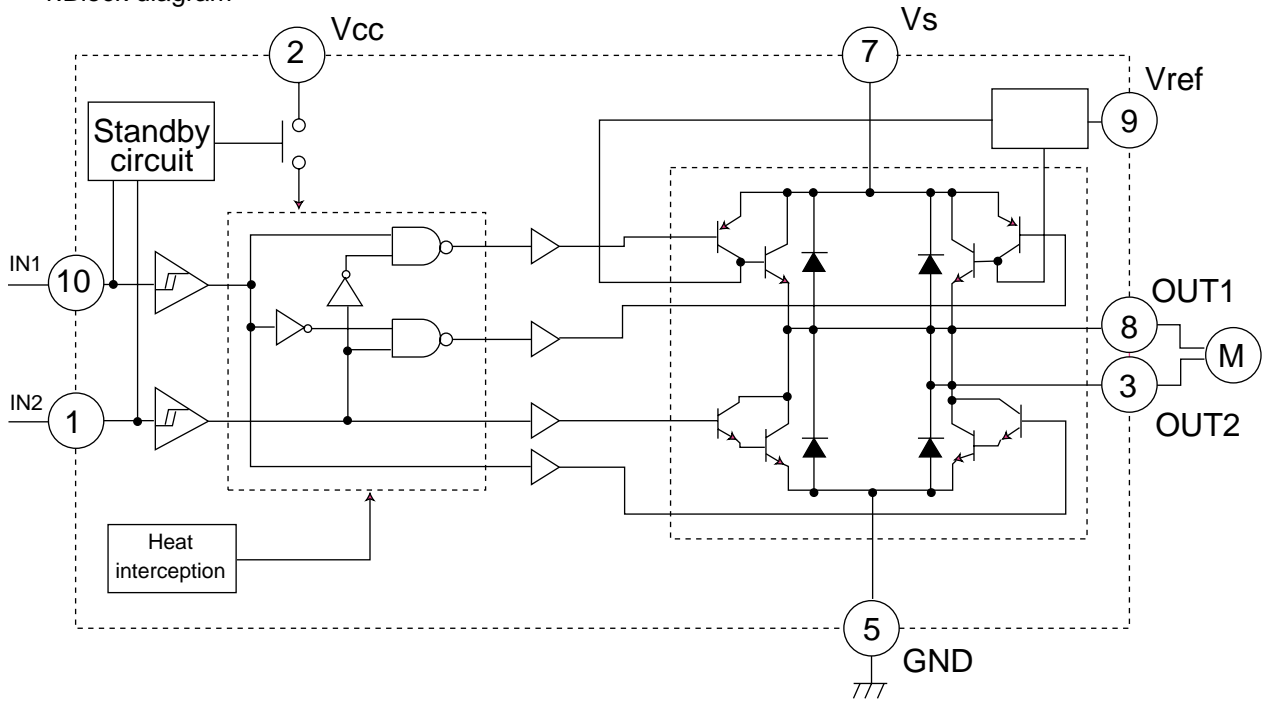 Vcc
2
Vs
7
Vref
9
Standby
circuit
IN1
10
OUT1
8
M
3
OUT2
IN2
1
Heat
interception
5
GND